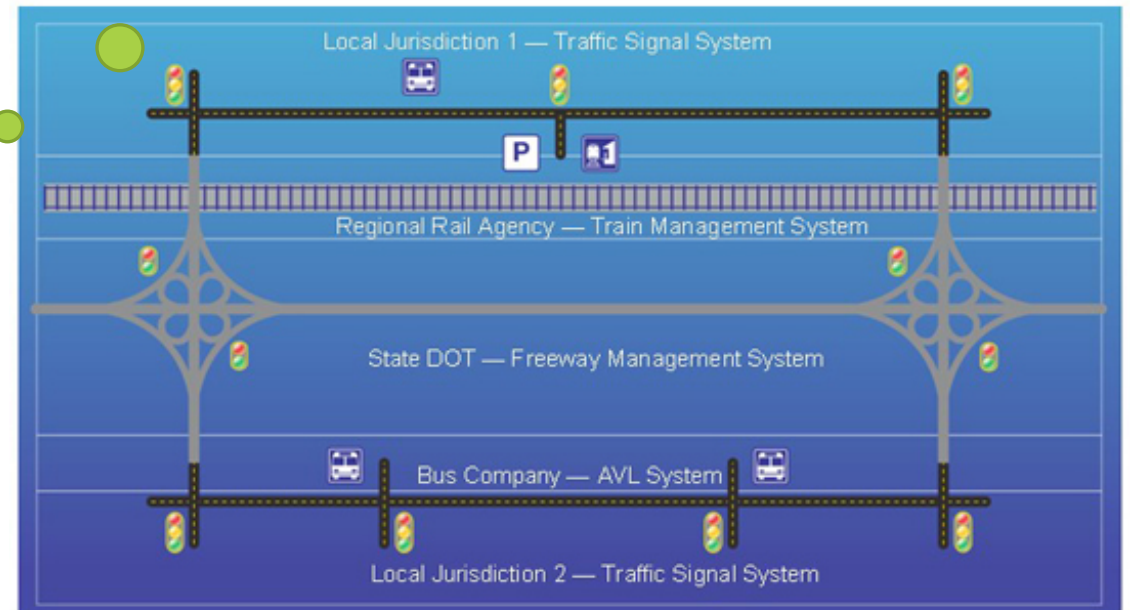 Local Jurisdiction 1 — Traffic Signal System
P
Regional Rail Agency — Train Management System
State DOT — Freeway Management System
Bus Company — AVL System
Local Jurisdiction 2 — Traffic Signal System